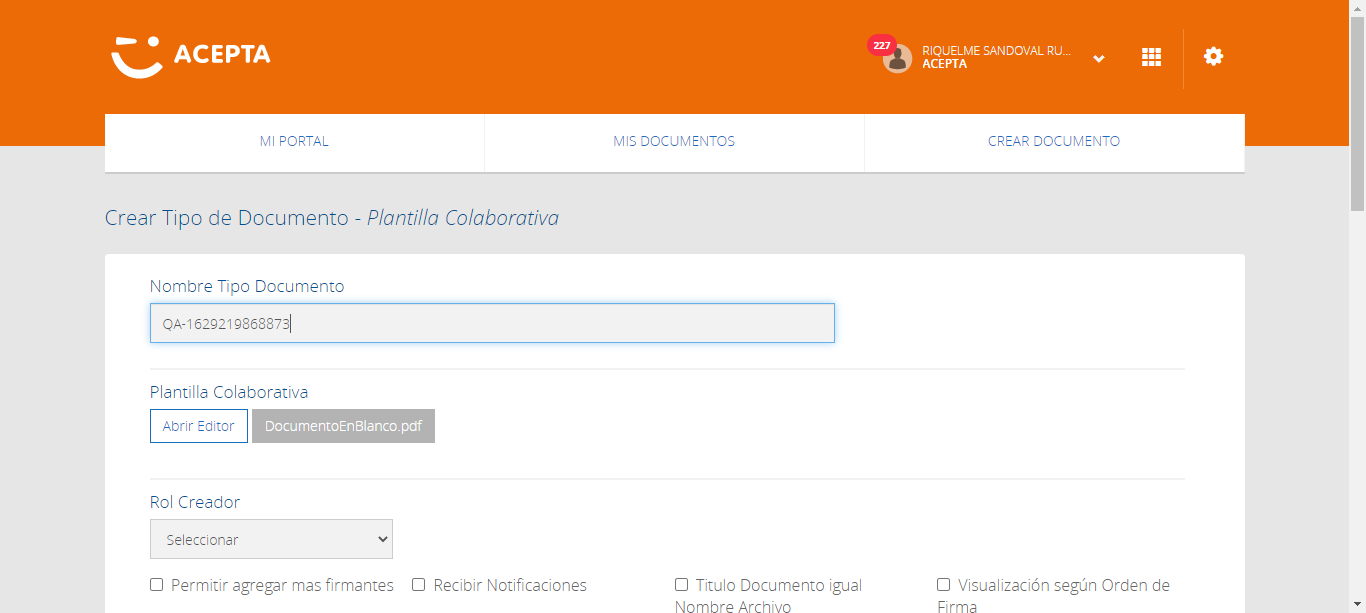 ACEPTA
227
RIQUELME SANDOVAL RU...
ACEPTA
MI PORTAL
MIS DOCUMENTOS
CREAR DOCUMENTO
Crear Tipo de Documento - Plantilla Colaborativa
Nombre Tipo Documento
QA-1629219868873
Plantilla Colaborativa
Abrir Editor
DocumentoEnBlanco.pdf
Rol Creador
Seleccionar
Permitir agregar mas firmantes
Recibir Notificaciones
Titulo Documento igual
Nombre Archivo
Visualización según Orden de
Firma